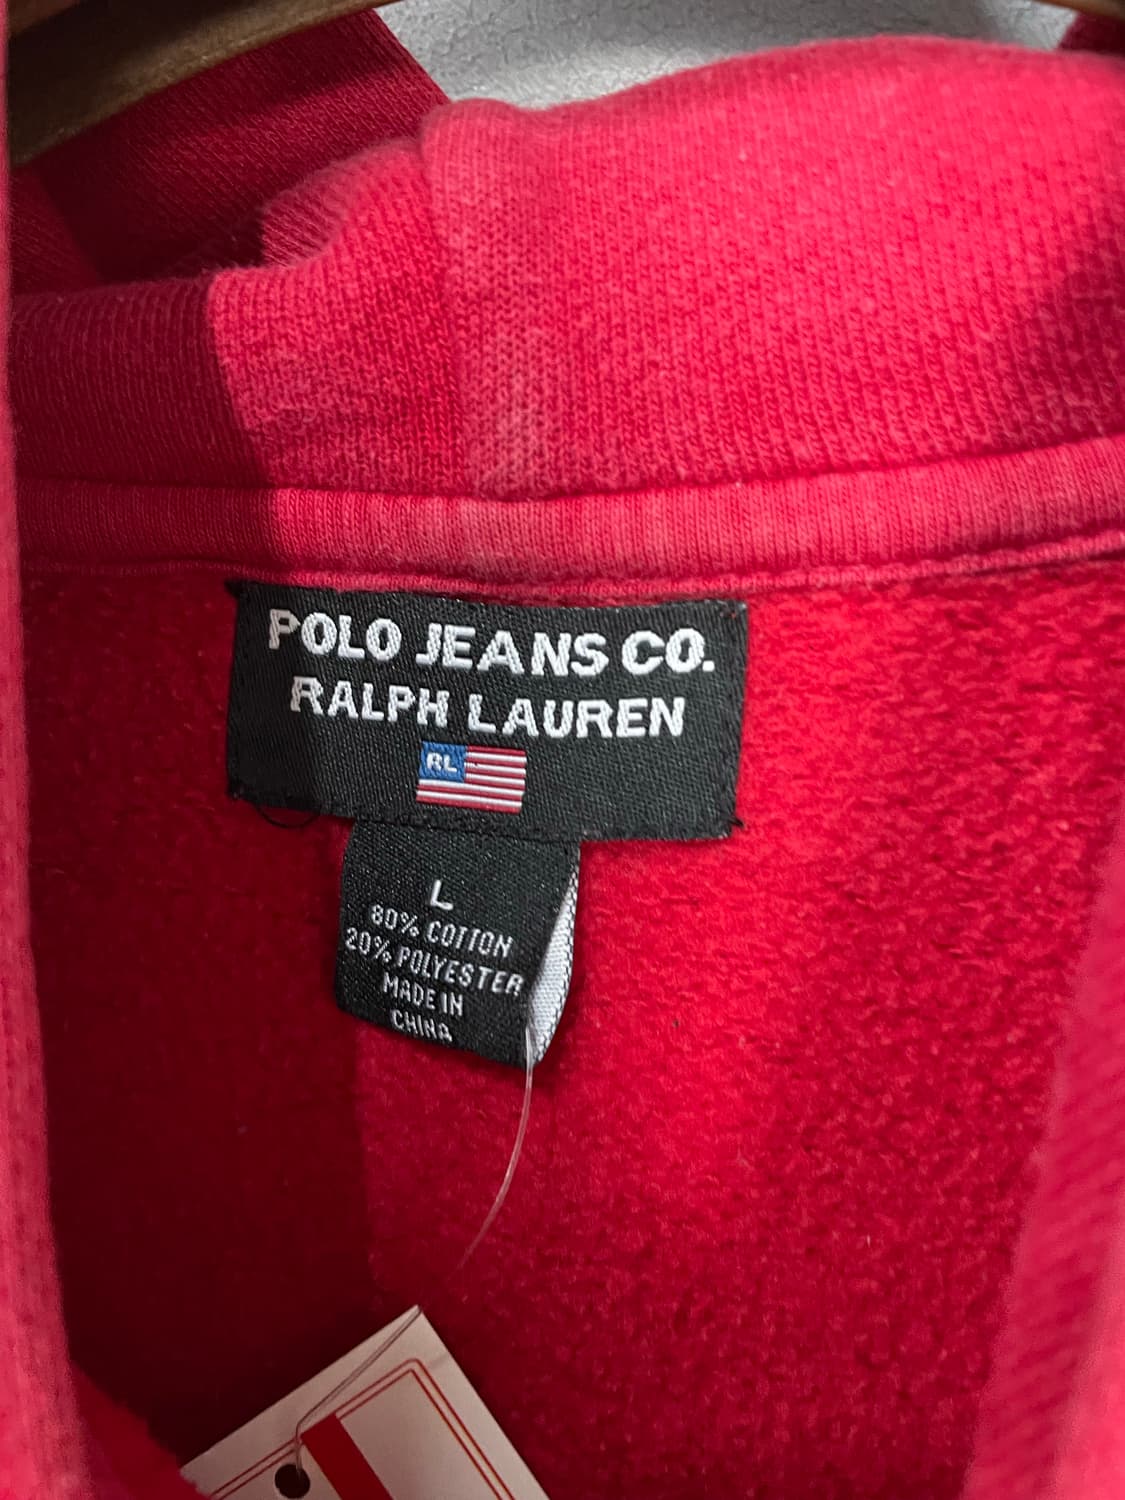 POLO JEANS CO.
RALPH LAUREN
RL
L
80% COTTON
20% POLYESTER
MADE IN
CHINA